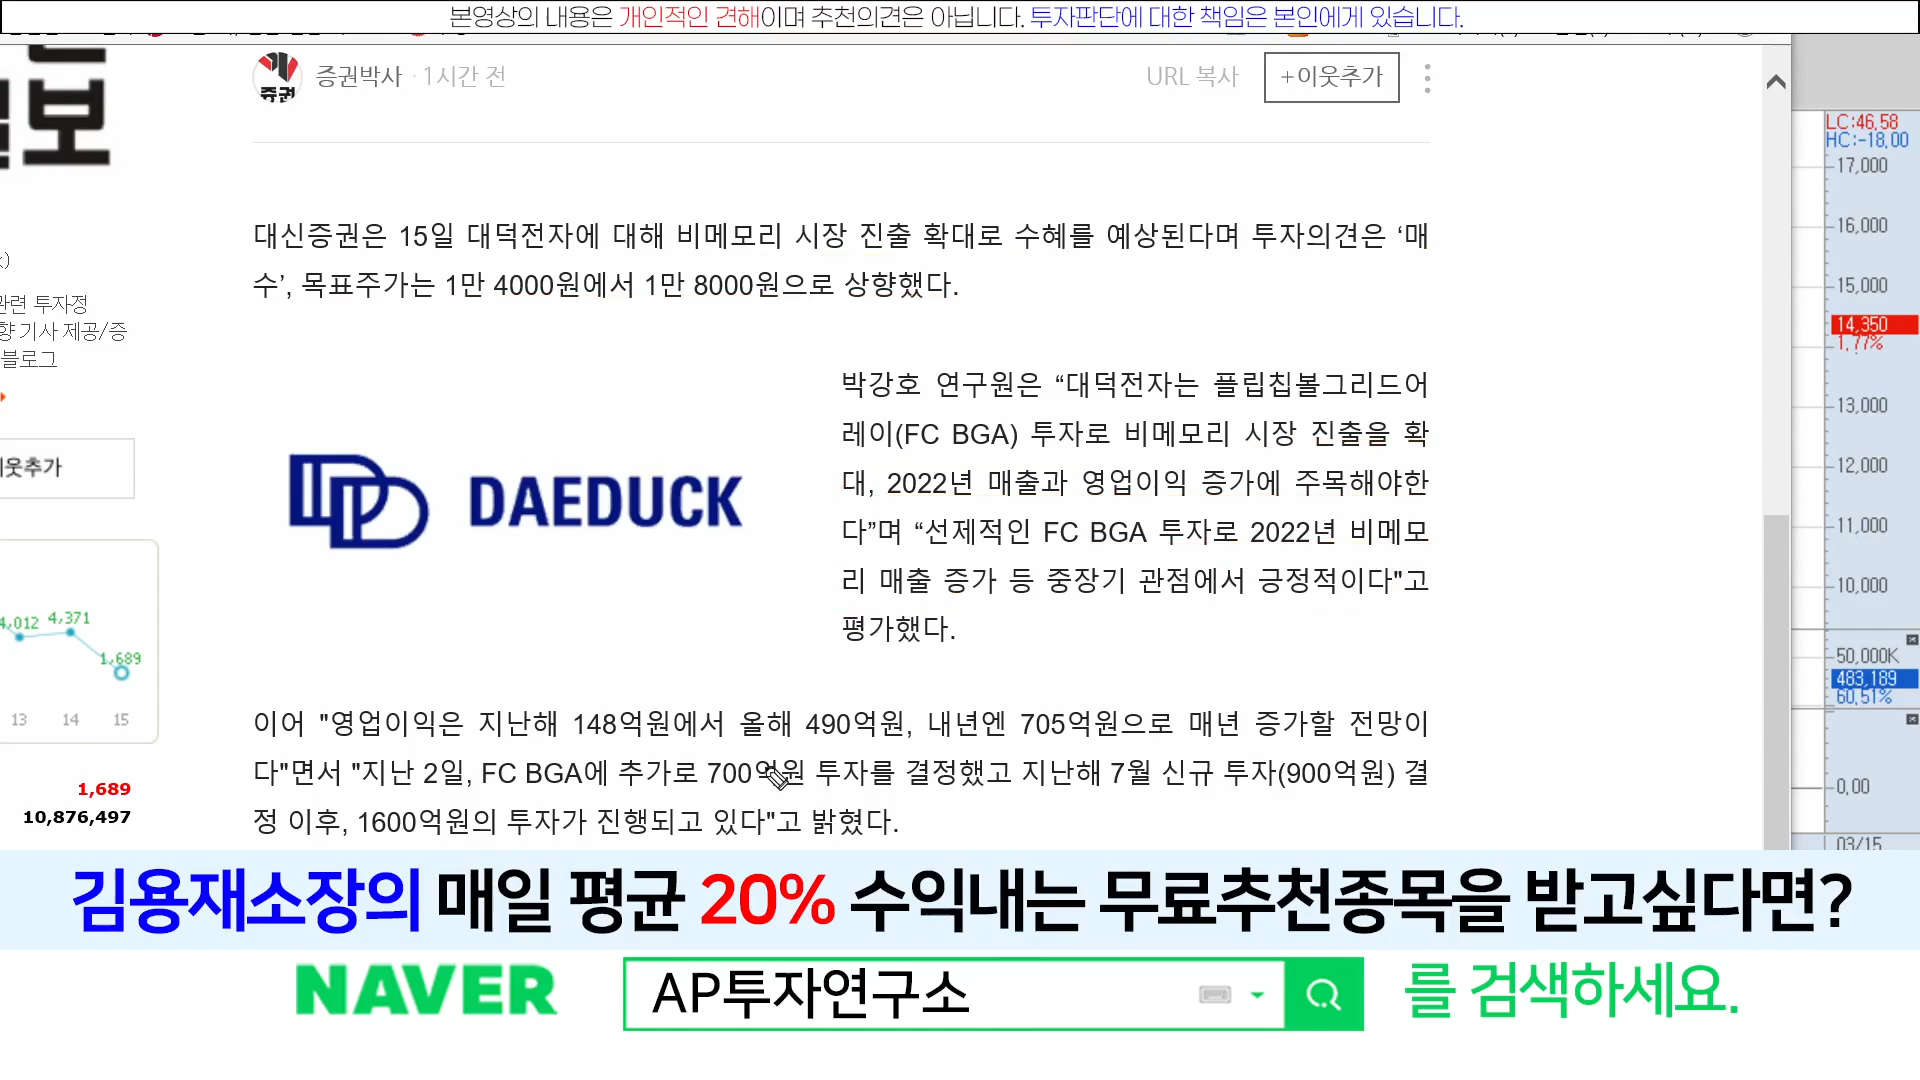 본영상의 내용은 개인적인 견해이며 추천의견은 아닙니다. 투자판단에 대한 책임은 본인에게 있습니다.
보
증권
증권박사 · 1시간 전
URL 복사
+이웃추가
대신증권은 15일 대덕전자에 대해 비메모리 시장 진출 확대로 수혜를 예상된다며 투자의견은 ‘매
수’, 목표주가는 1만 4000원에서 1만 8000원으로 상향했다.
DAEDUCK
박강호 연구원은 “대덕전자는 플립칩볼그리드어
레이(FC BGA) 투자로 비메모리 시장 진출을 확
대, 2022년 매출과 영업이익 증가에 주목해야한
다”며 “선제적인 FC BGA 투자로 2022년 비메모
리 매출 증가 등 중장기 관점에서 긍정적이다"고
평가했다.
이어 "영업이익은 지난해 148억원에서 올해 490억원, 내년엔 705억원으로 매년 증가할 전망이
다"면서 "지난 2일, FC BGA에 추가로 700억원 투자를 결정했고 지난해 7월 신규 투자(900억원) 결
정 이후, 1600억원의 투자가 진행되고 있다"고 밝혔다.
관련 투자정
향 기사 제공/증
블로그
이웃추가
4,012
4,371
1,689
13
14
15
1,689
10,876,497
LC:46,58
HC:-18,00
17,000
16,000
15,000
14,350
1,77%
13,000
12,000
11,000
10,000
50,000K
483,189
60,51%
0,00
03/15
김용재소장의 매일 평균 20% 수익내는 무료추천종목을 받고싶다면?
NAVER
AP투자연구소
를 검색하세요.